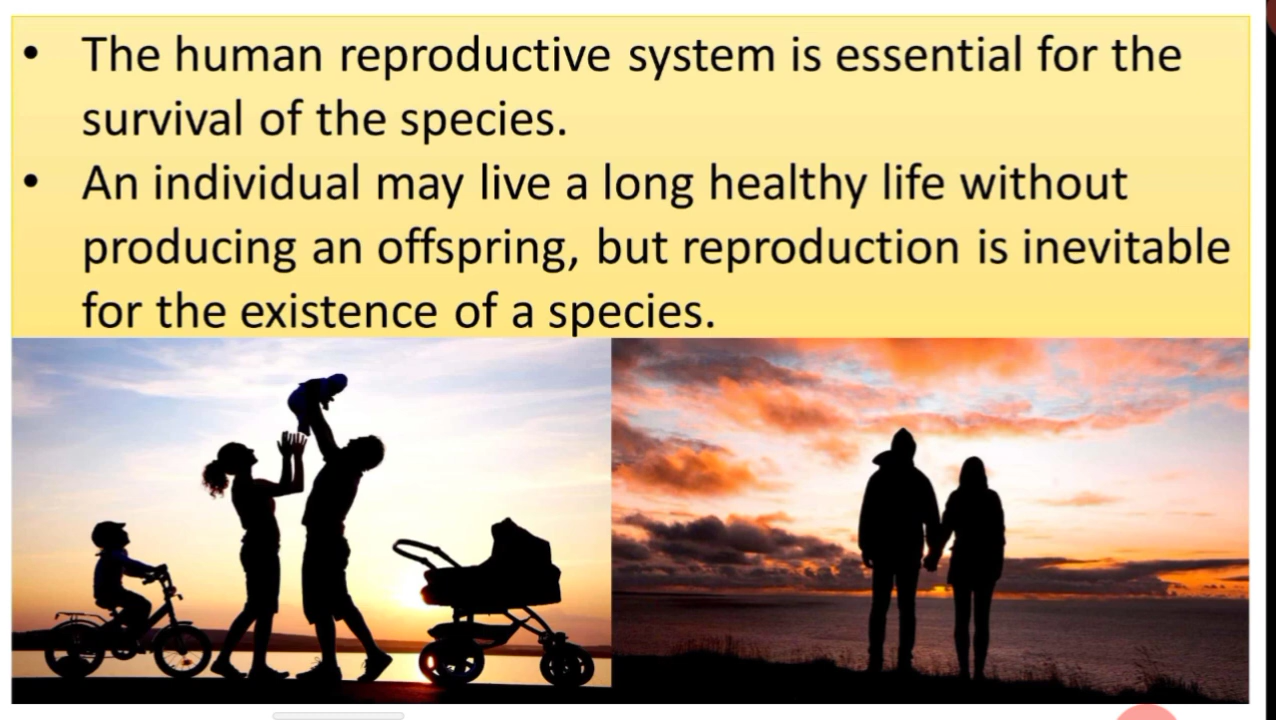 • The human reproductive system is essential for the
survival of the species.
• An individual may live a long healthy life without
producing an offspring, but reproduction is inevitable
for the existence of a species.